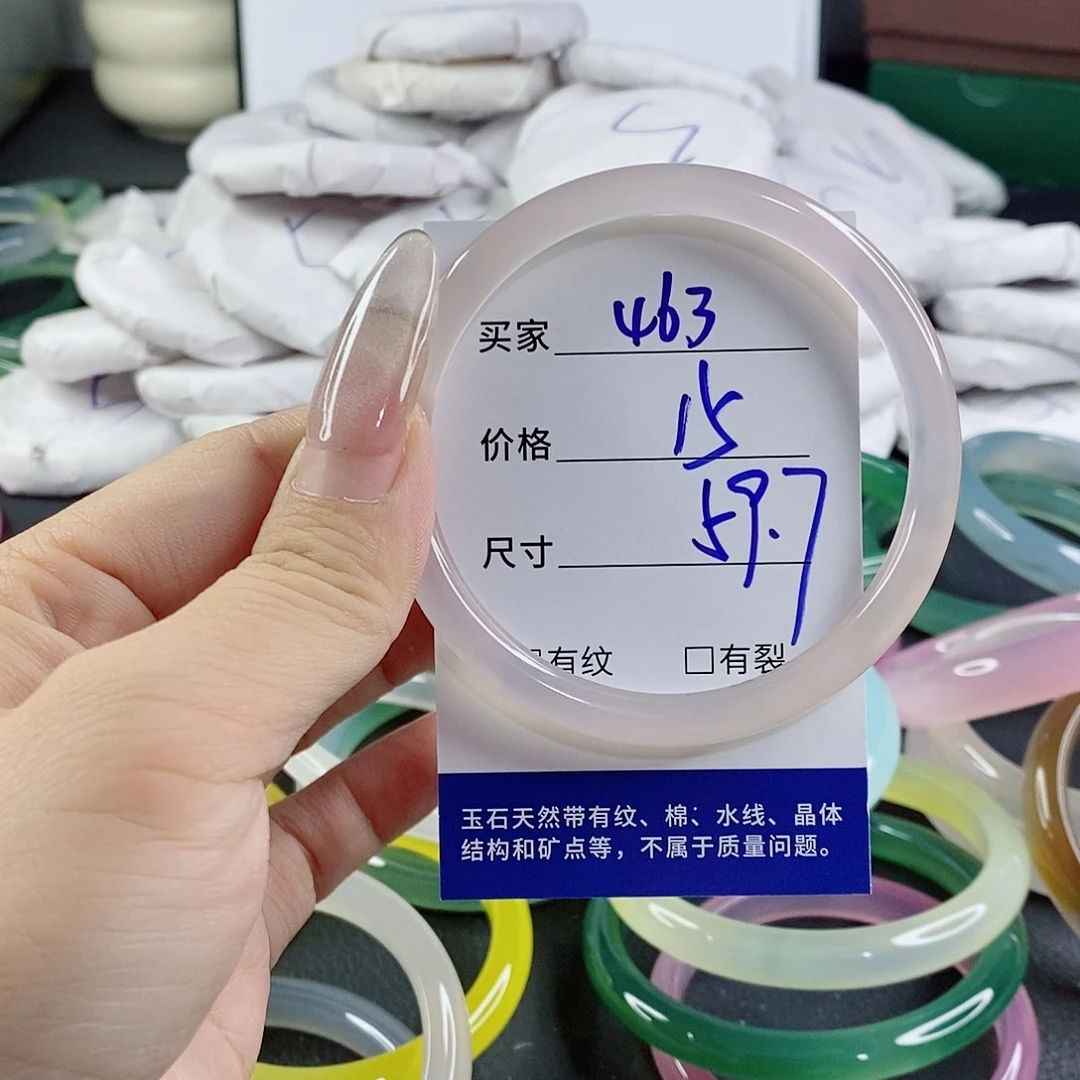 买家 463
价格 15
尺寸 59.7
有纹 □有裂
玉石天然带有纹、棉；水线、晶体
结构和矿点等，不属于质量问题。